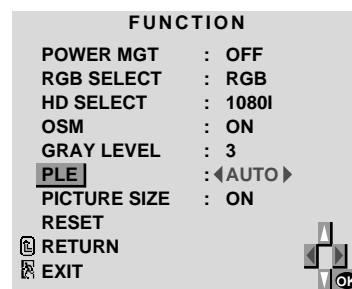 FUNCTION
POWER MGT : OFF
RGB SELECT : RGB
HD SELECT : 1080I
OSM : ON
GRAY LEVEL : 3
PLE : AUTO
PICTURE SIZE : ON
RESET
RETURN
EXIT
OK